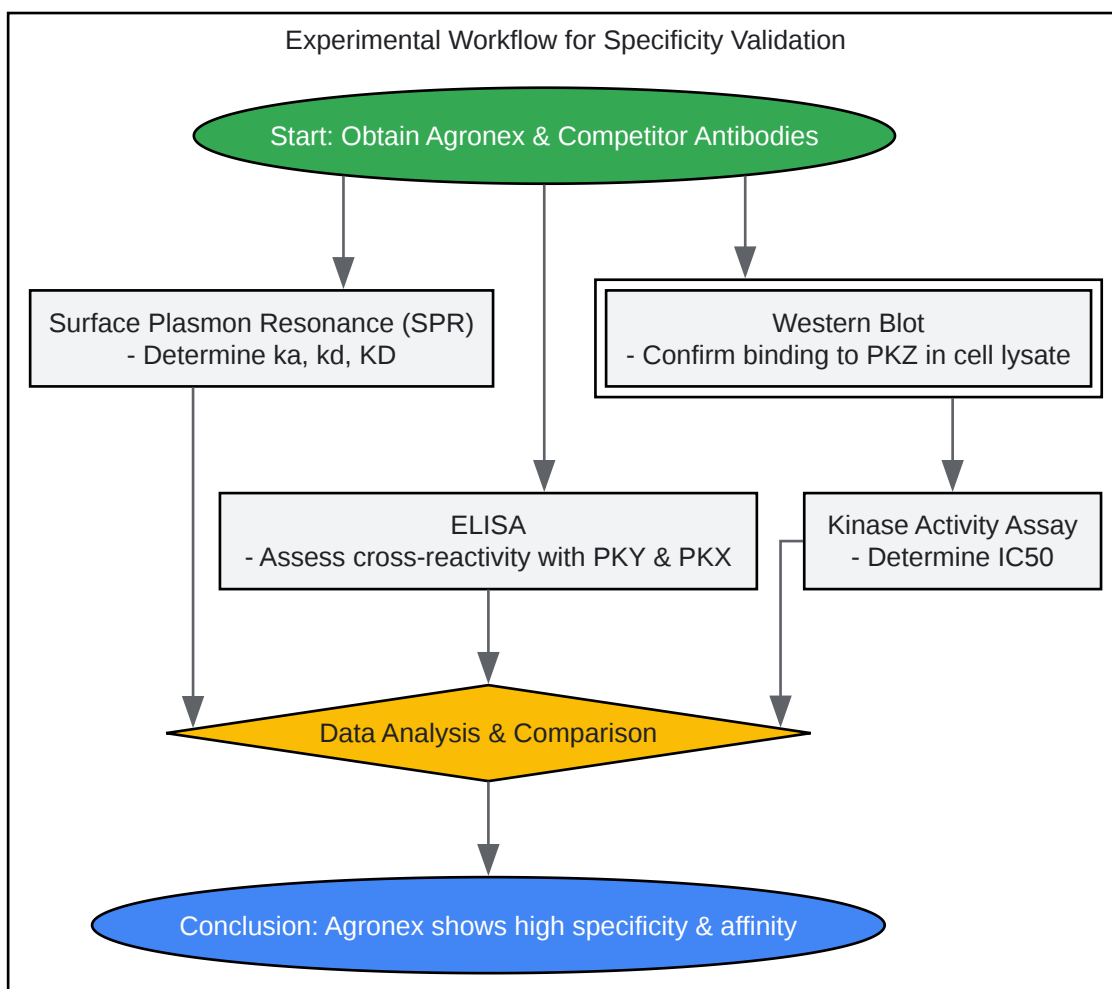 Experimental Workflow for Specificity Validation
Start: Obtain Agronex & Competitor Antibodies
Surface Plasmon Resonance (SPR)
- Determine ka, kd, KD
Western Blot
- Confirm binding to PKZ in cell lysate
ELISA
- Assess cross-reactivity with PKY & PKX
Kinase Activity Assay
- Determine IC50
Data Analysis & Comparison
Conclusion: Agronex shows high specificity & affinity